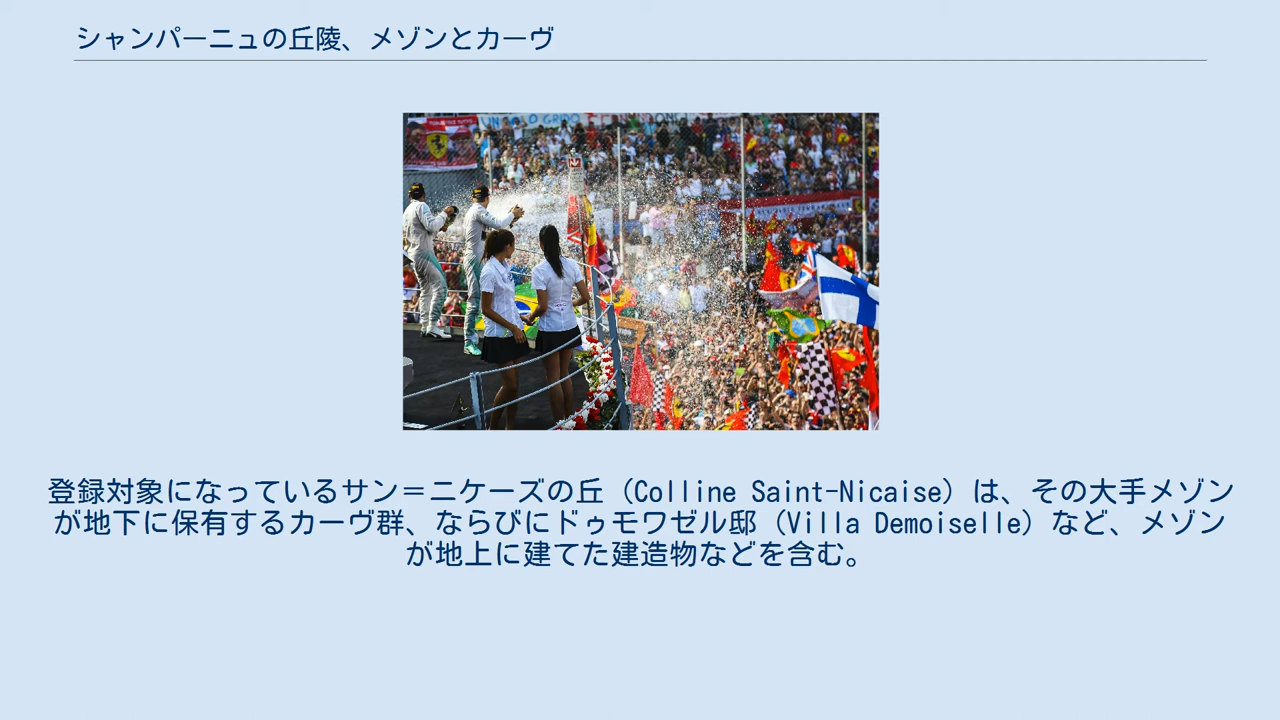 シャンパーニュの丘陵、メゾンとカーヴ
登録対象になっているサン＝ニケーズの丘（Colline Saint-Nicaise）は、その大手メゾン
が地下に保有するカーヴ群、ならびにドゥモワゼル邸（Villa Demoiselle）など、メゾン
が地上に建てた建造物などを含む。